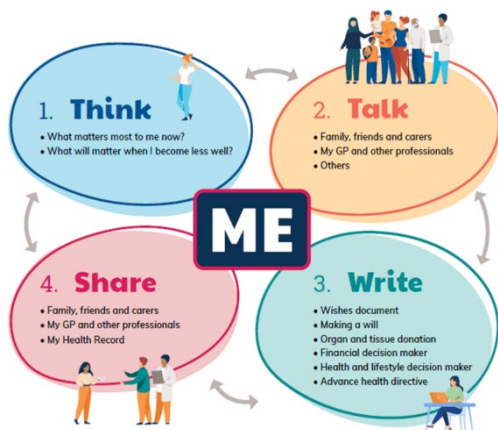 1. Think
• What matters most to me now?
• What will matter when I become less well?
2. Talk
• Family, friends and carers
• My GP and other professionals
• Others
ME
3. Write
• Wishes document
• Making a will
• Organ and tissue donation
• Financial decision maker
• Health and lifestyle decision maker
• Advance health directive
4. Share
• Family, friends and carers
• My GP and other professionals
• My Health Record